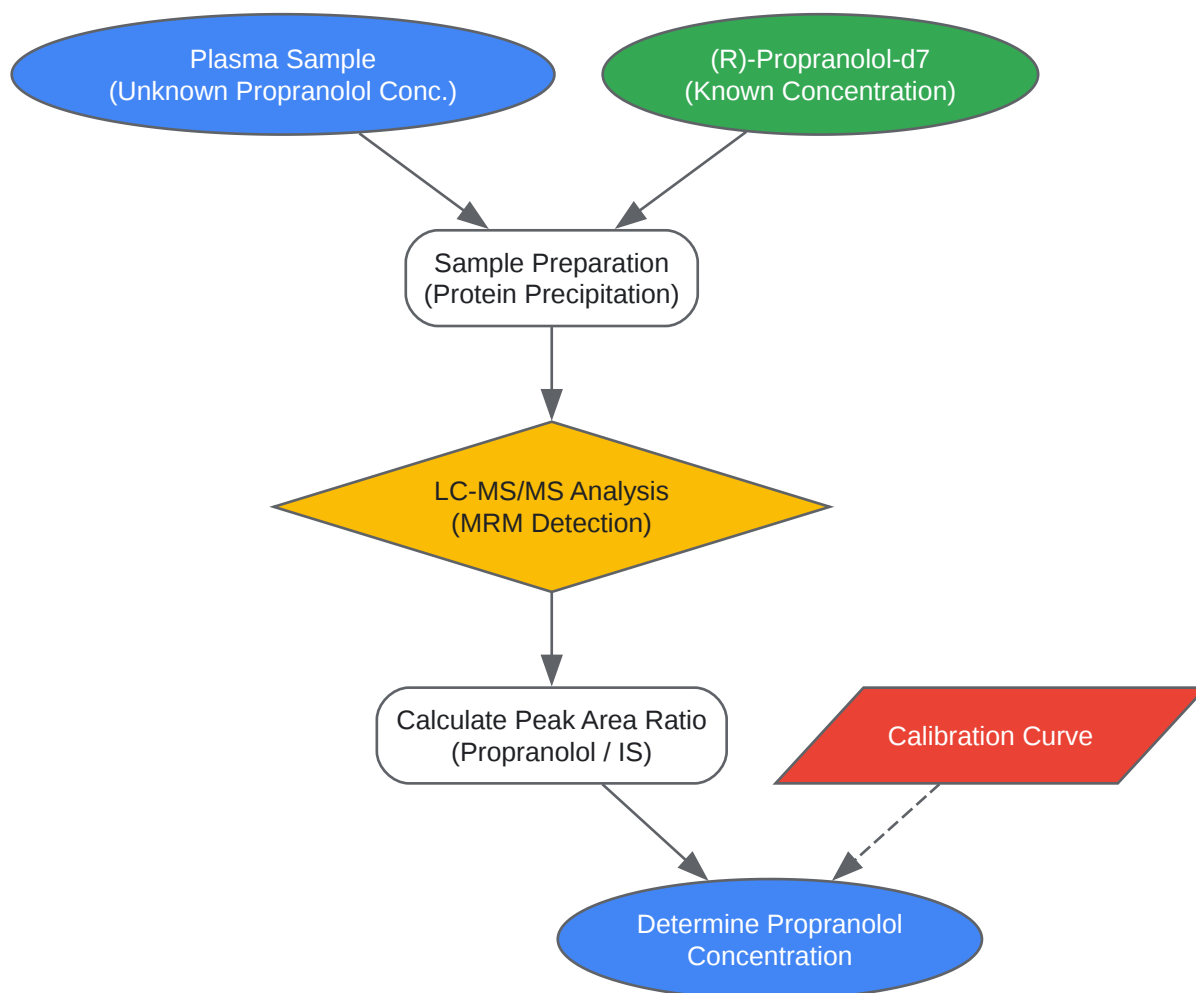 Plasma Sample
(Unknown Propranolol Conc.)
(R)-Propranolol-d7
(Known Concentration)
Sample Preparation
(Protein Precipitation)
LC-MS/MS Analysis
(MRM Detection)
Calculate Peak Area Ratio
(Propranolol / IS)
Calibration Curve
Determine Propranolol
Concentration